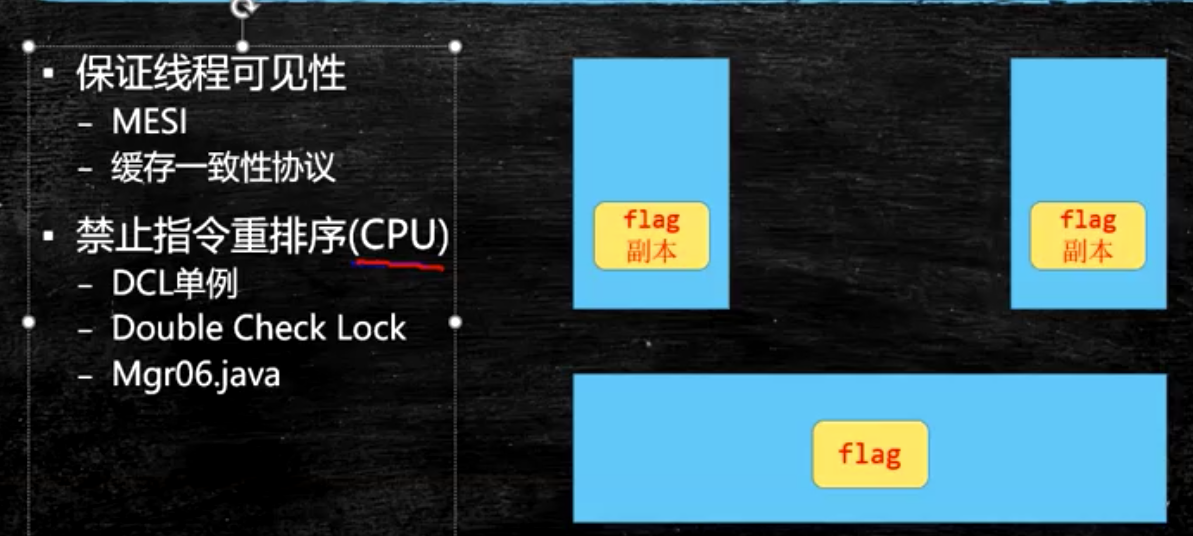 ▪ 保证线程可见性
– MESI
– 缓存一致性协议
▪ 禁止指令重排序(CPU)
– DCL单例
– Double Check Lock
– Mgr06.java
flag
副本
flag
副本
flag